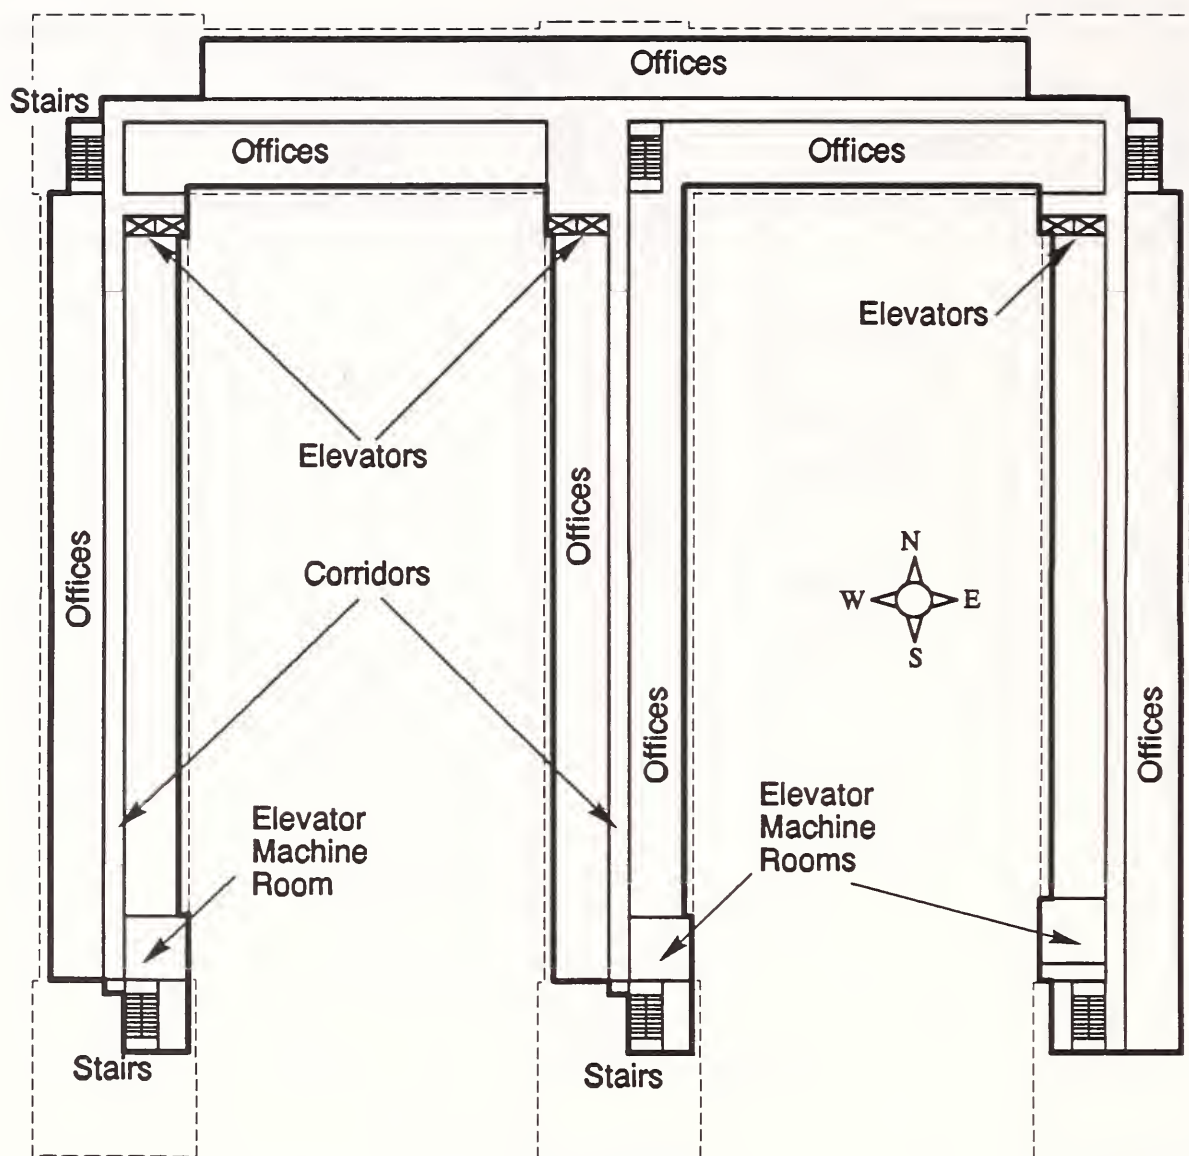 Offices
Stairs
Offices
Offices
Elevators
Elevators
Offices
Offices
Corridors
N
W
E
S
Offices
Offices
Elevator
Machine
Room
Elevator
Machine
Rooms
Stairs
Stairs